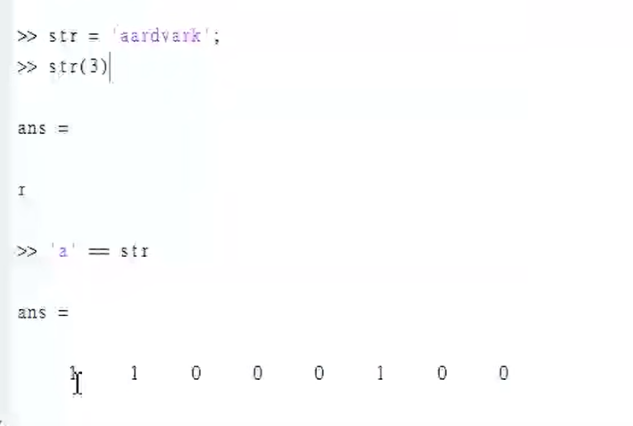 >> str = 'aardvark';
>> str(3)
ans =
r
>> 'a' == str
ans =
1 1 0 0 0 1 0 0